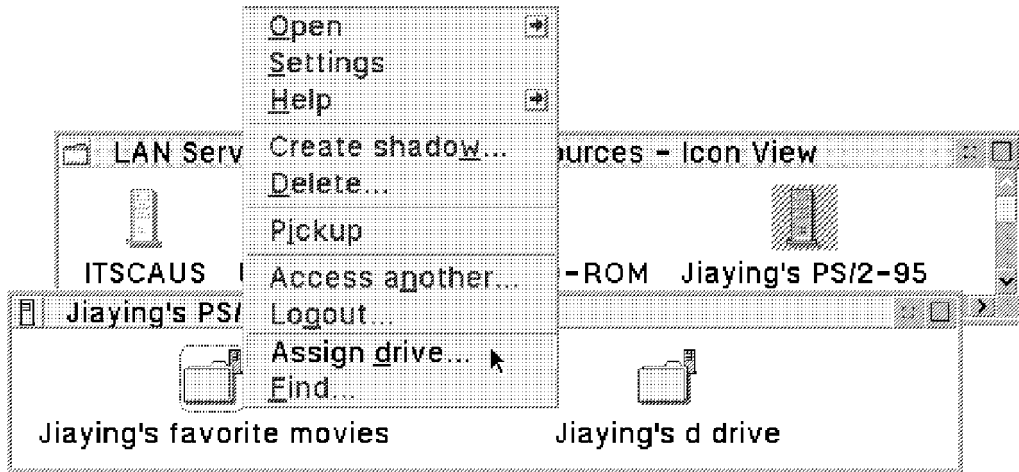 Open
Settings
Help
Create shadow...
Delete...
Pickup
Access another...
Logout...
Assign drive...
Find...
LAN Serv urces - Icon View
ITSCAUS -ROM Jiaying's PS/2-95
Jiaying's PS/
Jiaying's favorite movies Jiaying's d drive